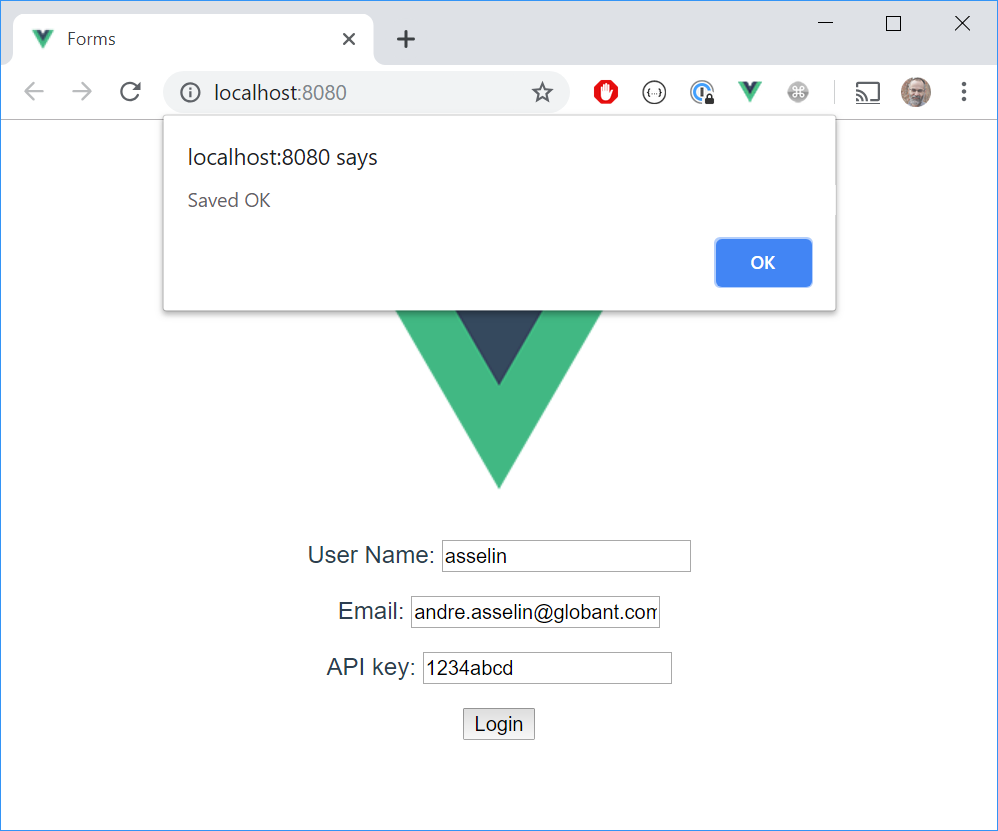 Forms
localhost:8080
localhost:8080 says
Saved OK
OK
User Name: asselin
Email: andre.asselin@globant.com
API key: 1234abcd
Login